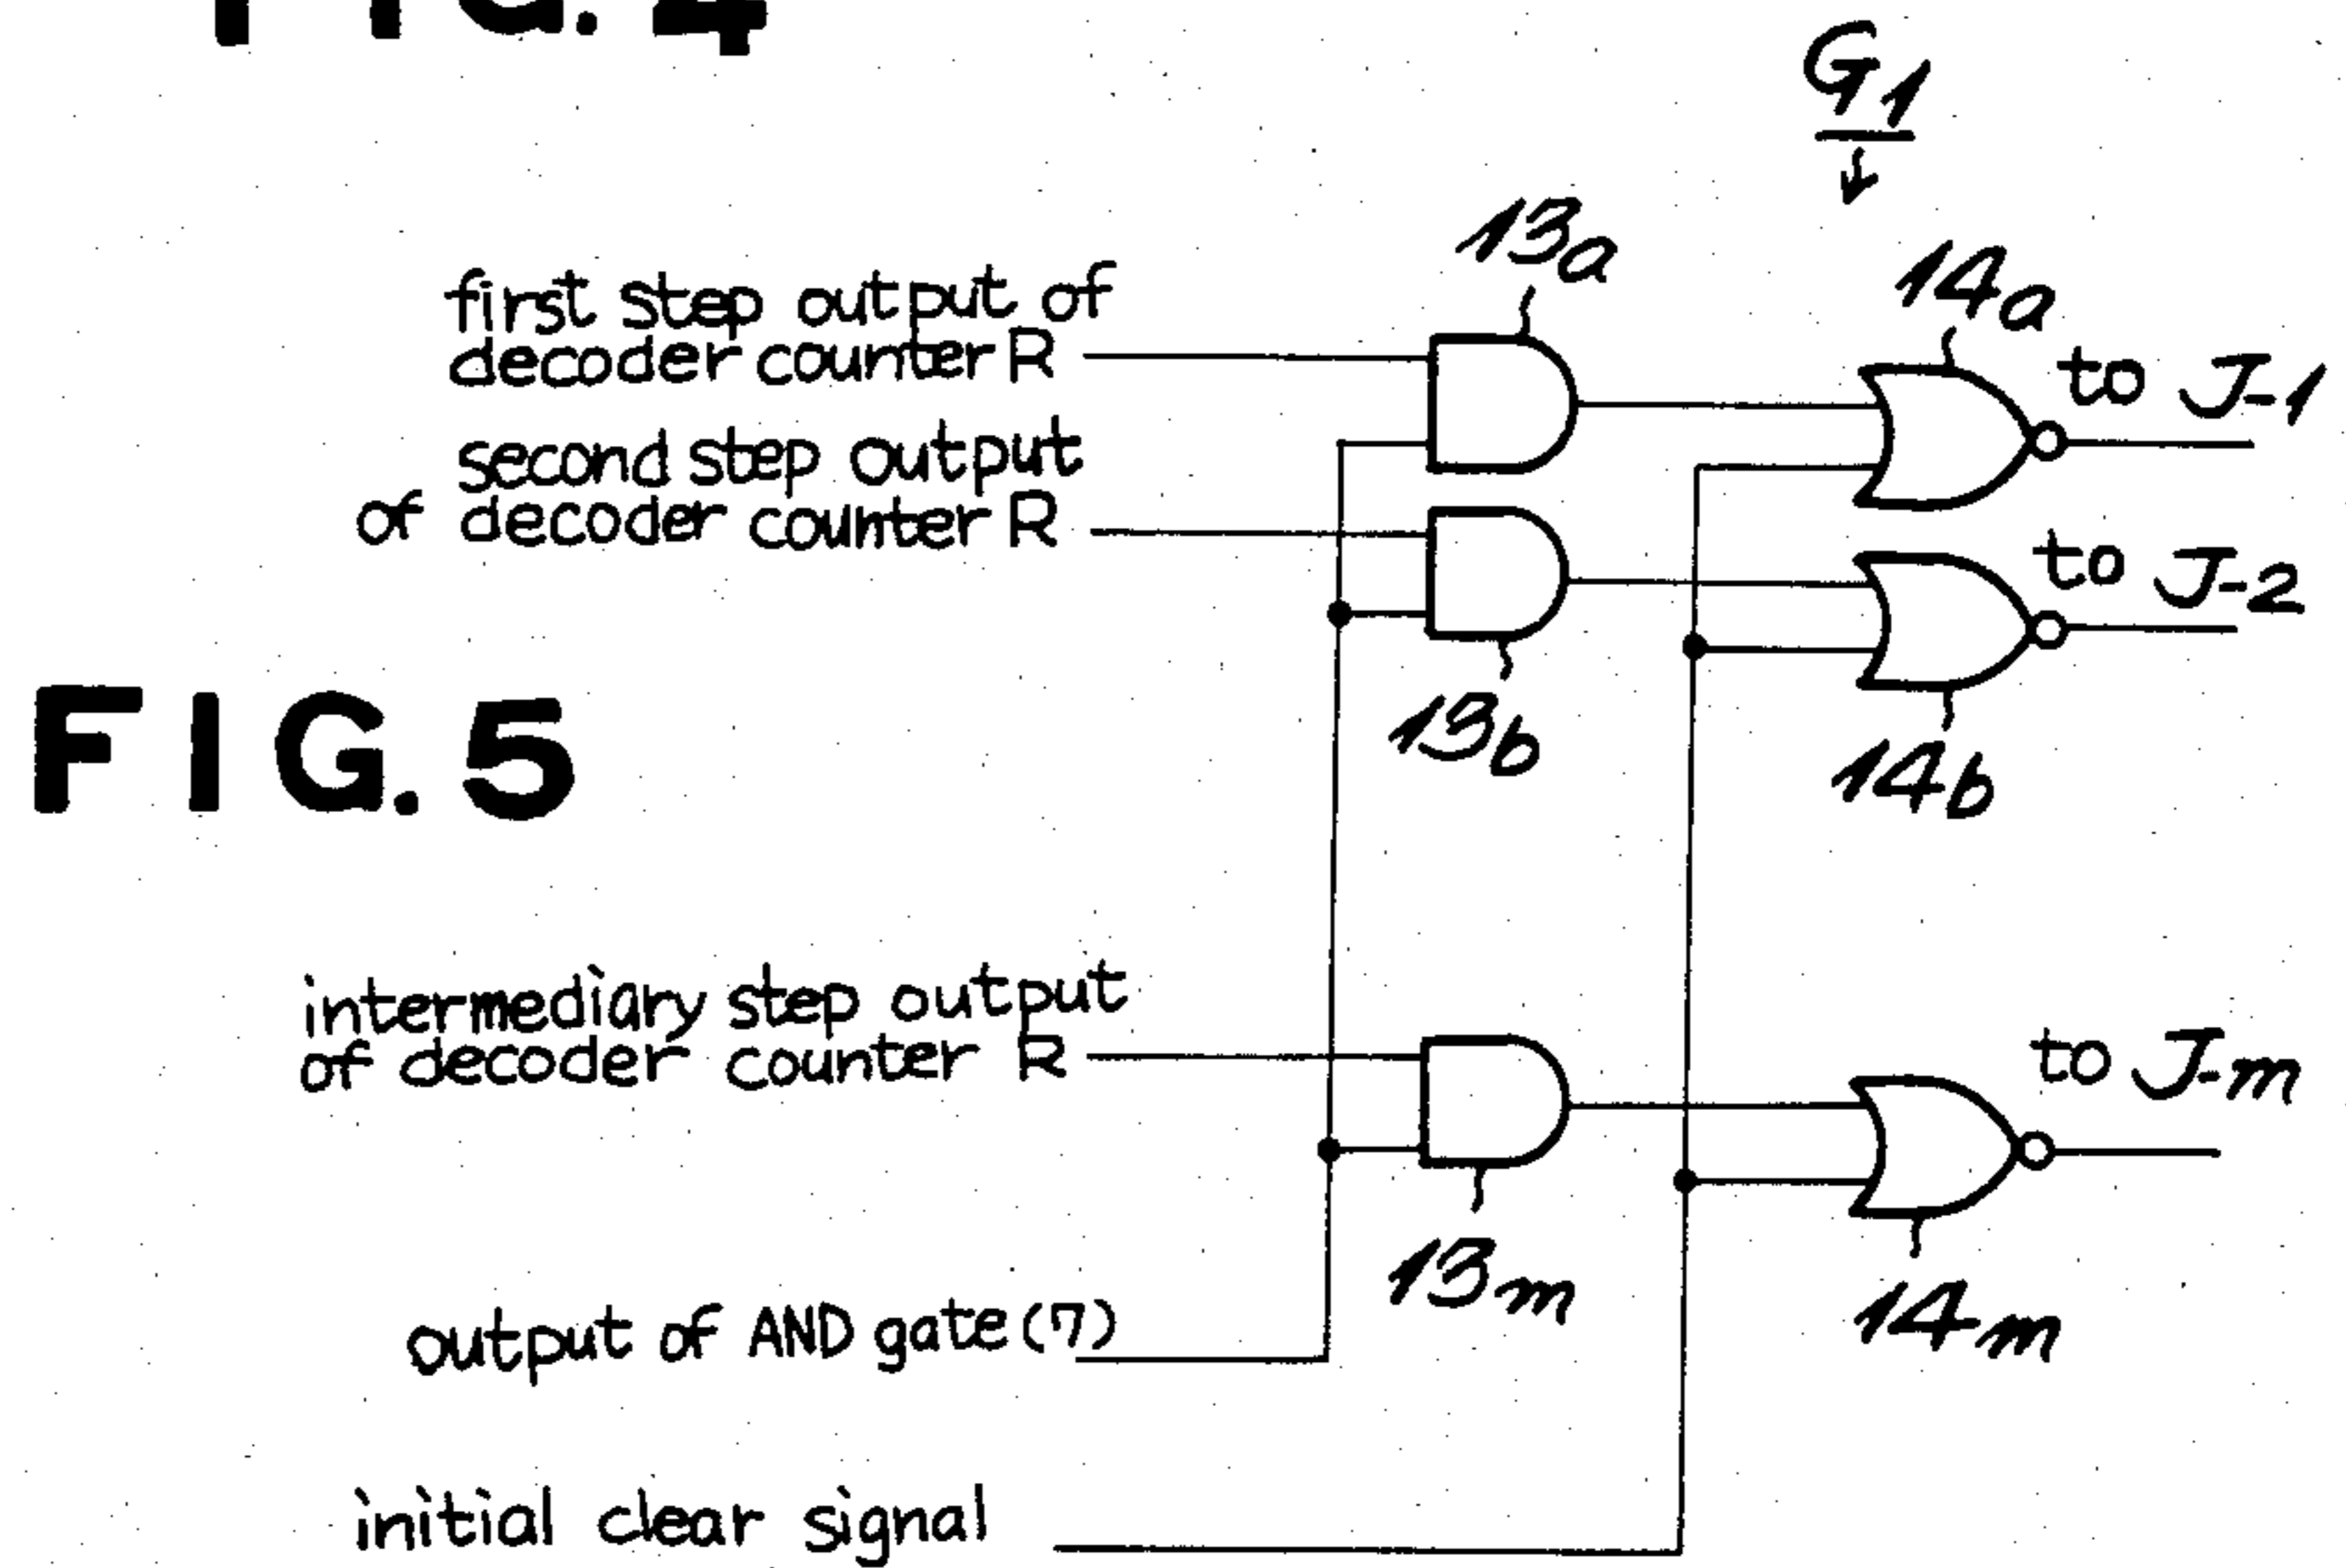 FIG. 4
G1
13a
14a
first step output of
decoder counter R
to J-1
second step output
of decoder counter R
to J-2
13b
14b
FIG. 5
intermediary step output
of decoder counter R
to J-m
13m
14m
output of AND gate (7)
initial clear signal